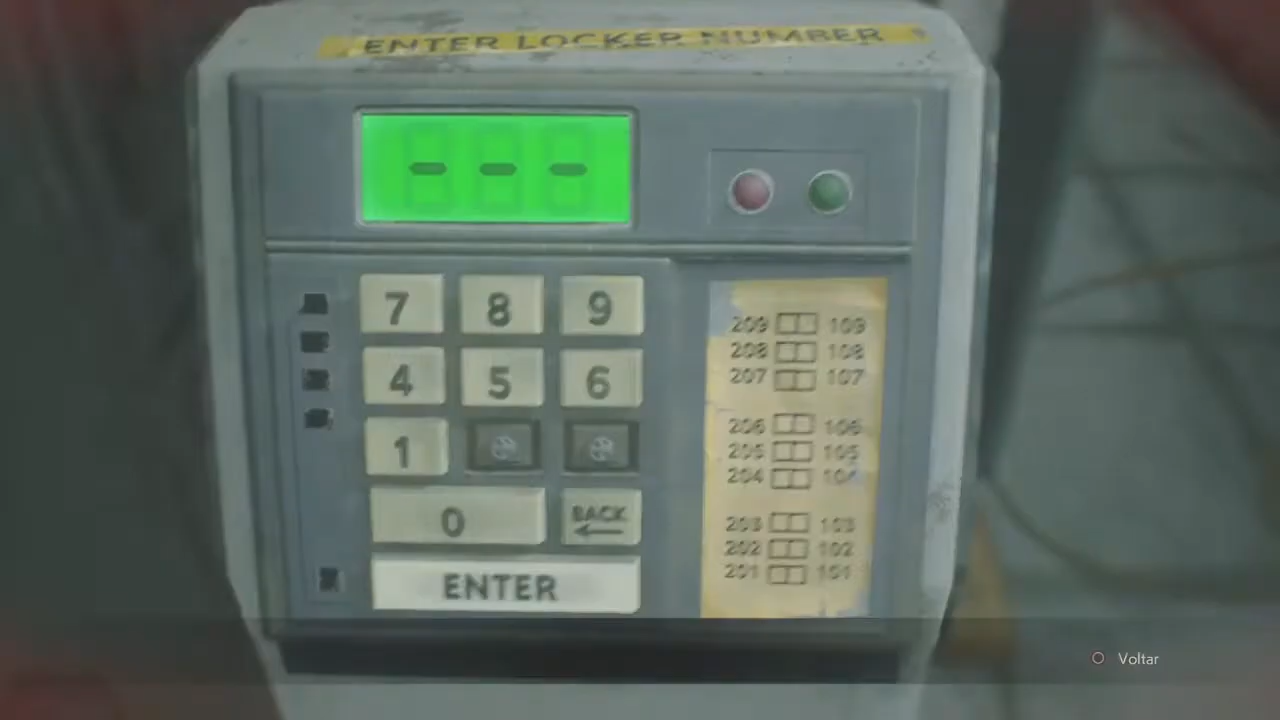 ENTER LOCKER NUMBER
- - -
7 8 9
4 5 6
1
0 BACK
ENTER
209 109
208 108
207 107
206 106
205 105
204 104
203 103
202 102
201 101
Voltar